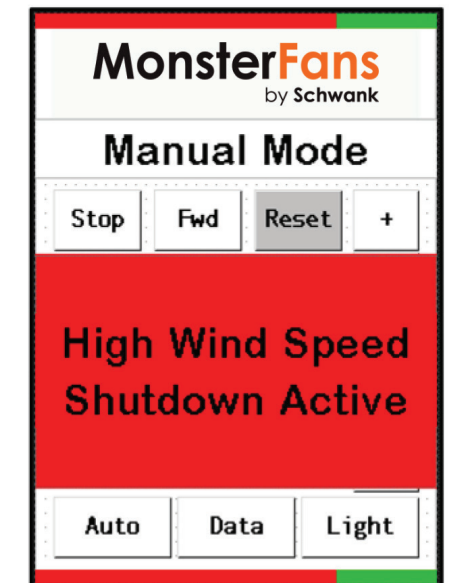 MonsterFans
by Schwank
Manual Mode
Stop Fwd Reset +
High Wind Speed
Shutdown Active
Auto Data Light